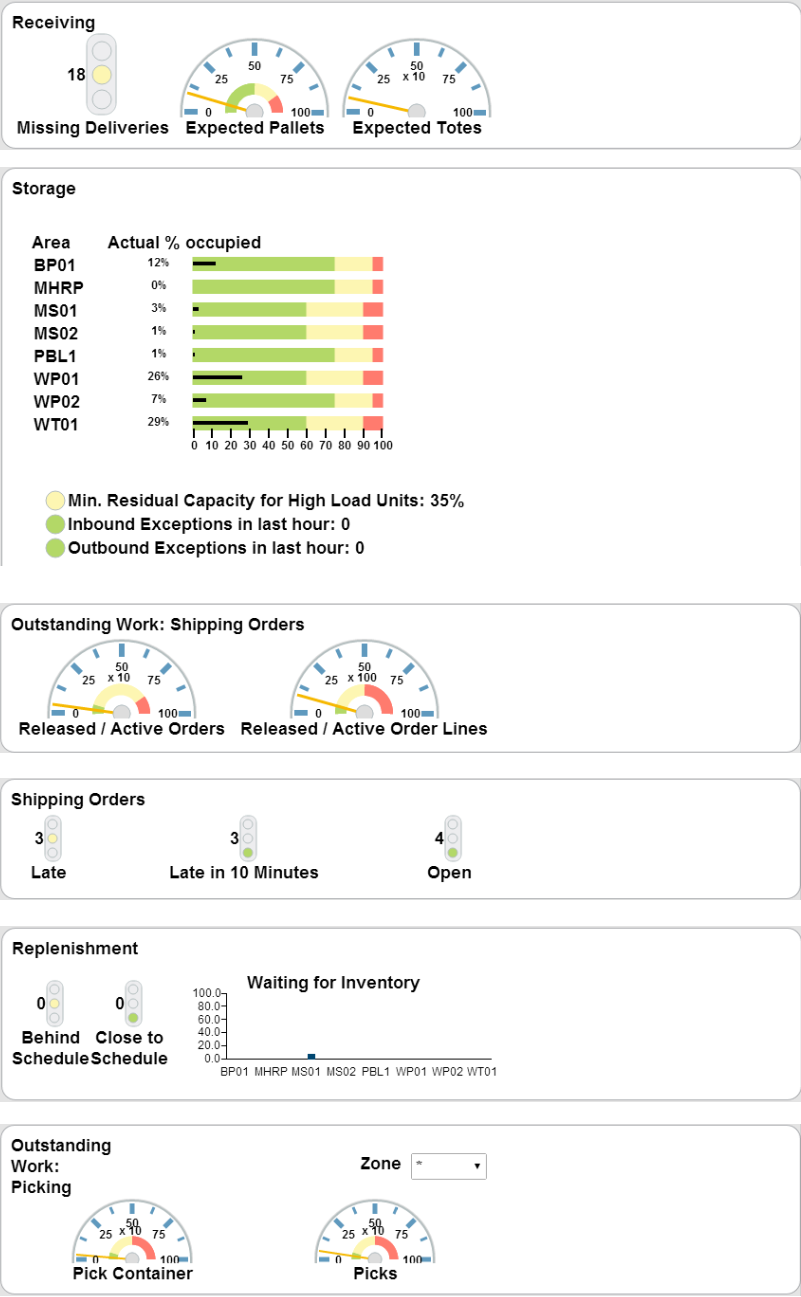 Receiving
18
50
25 75
0 100
50
x 10
25 75
0 100
Missing Deliveries Expected Pallets Expected Totes
Storage
Area Actual % occupied
BP01 12%
MHRP 0%
MS01 3%
MS02 1%
PBL1 1%
WP01 26%
WP02 7%
WT01 29%
0 10 20 30 40 50 60 70 80 90 100
Min. Residual Capacity for High Load Units: 35%
Inbound Exceptions in last hour: 0
Outbound Exceptions in last hour: 0
Outstanding Work: Shipping Orders
50
x 10
25 75
0 100
50
x 100
25 75
0 100
Released / Active Orders Released / Active Order Lines
Shipping Orders
3 3 4
Late Late in 10 Minutes Open
Replenishment
0 0
Behind Schedule
Close to Schedule
Waiting for Inventory
100.0
80.0
60.0
40.0
20.0
0.0
BP01 MHRP MS01 MS02 PBL1 WP01 WP02 WT01
Outstanding
Work:
Picking
Zone *
50
x 10
25 75
0 100
50
x 10
25 75
0 100
Pick Container Picks